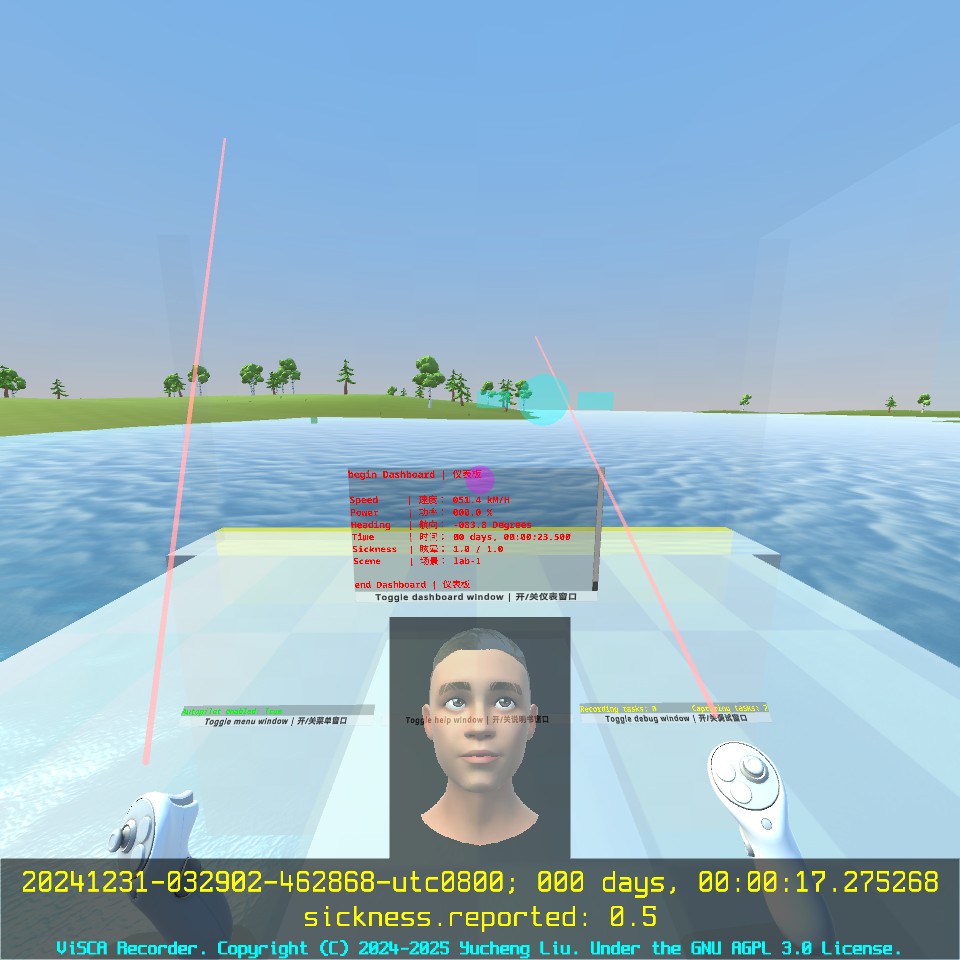 begin Dashboard | 仪表板
Speed | 速度： 051.4 kM/H
Power | 功率： 000.0 %
Heading | 航向： -083.8 Degrees
Time | 时间： 00 days, 00:00:23.500
Sickness | 眩晕： 1.0 / 1.0
Scene | 场景： lab-1
end Dashboard | 仪表板
Toggle dashboard window | 开/关仪表窗口
Autopilot enabled: True
Toggle menu window | 开/关菜单窗口
Toggle help window | 开/关说明书窗口
Recording tasks: 0 Capturing tasks: 2
Toggle debug window | 开/关调试窗口
20241231-032902-462868-utc0800; 000 days, 00:00:17.275268
sickness.reported: 0.5
ViSCA Recorder. Copyright (C) 2024-2025 Yucheng Liu. Under the GNU AGPL 3.0 License.